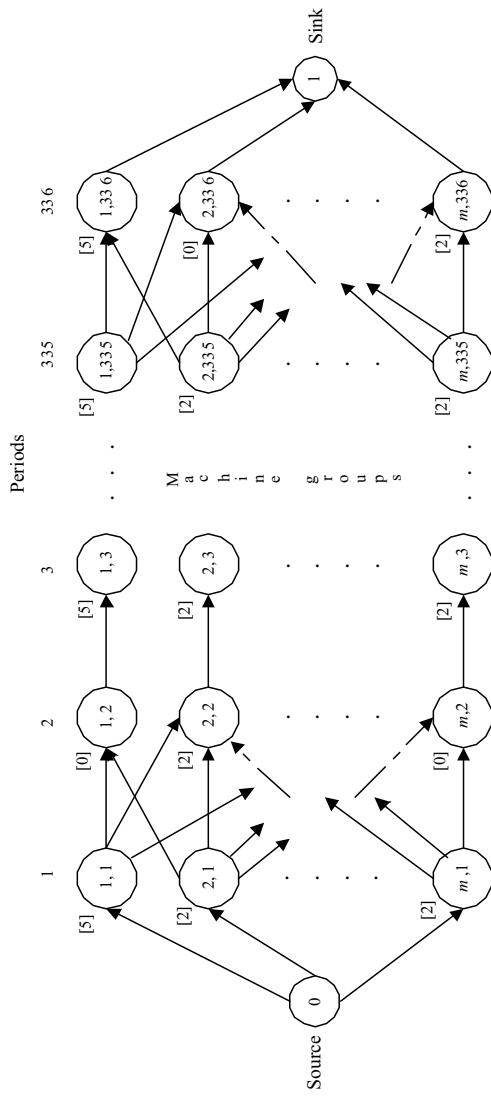 Periods
1 2 3 335 336
[5] [0] [5] [5] [5]
1, 1 1, 2 1, 3 . . . 1,335 1,336
[2] [2] [2] [2] [0]
2, 1 2, 2 2, 3 2,335 2,336
Machine groups
Source 0 1 Sink
[2] [0] [2] [2] [2]
m,1 m,2 m,3 . . . m,335 m,336